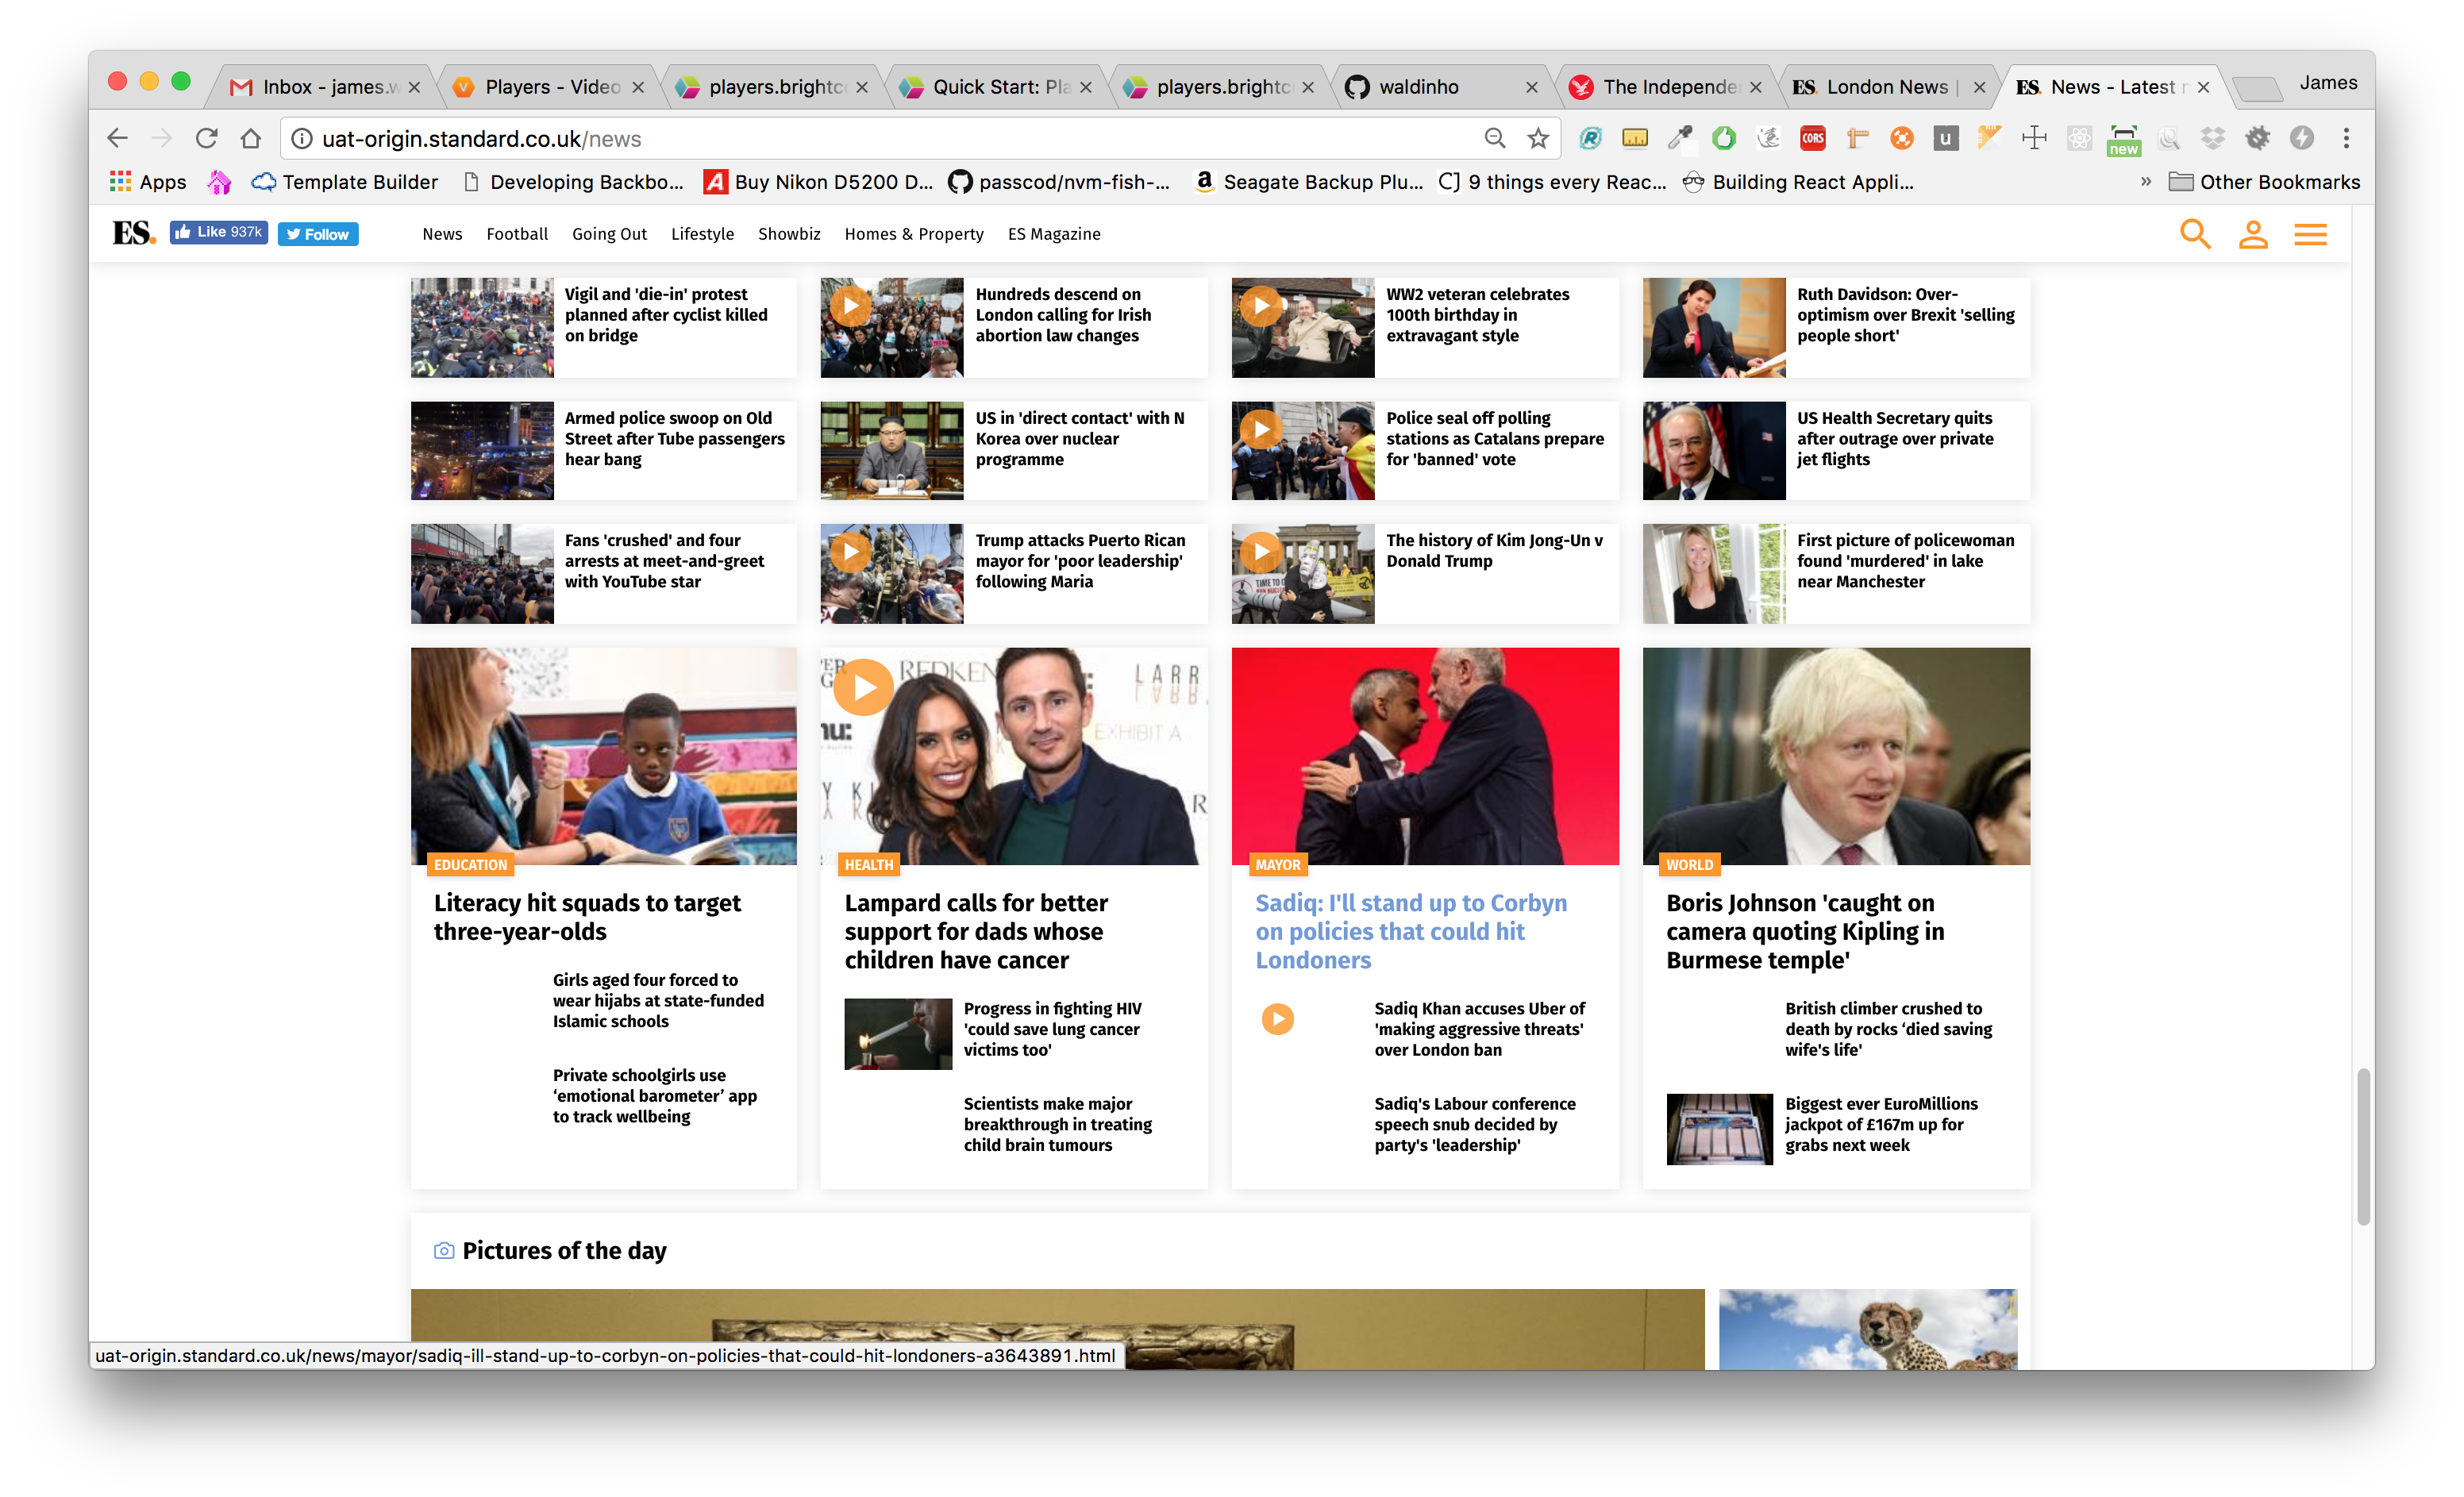 Inbox - james.w
Players - Video
players.brightc
Quick Start: Pla
players.brightc
waldinho
The Independe
ES. London News |
ES. News - Latest n
James
uat-origin.standard.co.uk/news
CORS
u
new
Apps
Template Builder
Developing Backbo...
Buy Nikon D5200 D...
passcod/nvm-fish-...
Seagate Backup Plu...
CJ 9 things every Reac...
Building React Appli...
»
Other Bookmarks
ES.
Like 937k
Follow
News
Football
Going Out
Lifestyle
Showbiz
Homes & Property
ES Magazine
Vigil and 'die-in' protest
planned after cyclist killed
on bridge
Hundreds descend on
London calling for Irish
abortion law changes
WW2 veteran celebrates
100th birthday in
extravagant style
Ruth Davidson: Over-
optimism over Brexit 'selling
people short'
Armed police swoop on Old
Street after Tube passengers
hear bang
US in 'direct contact' with N
Korea over nuclear
programme
Police seal off polling
stations as Catalans prepare
for 'banned' vote
US Health Secretary quits
after outrage over private
jet flights
Fans 'crushed' and four
arrests at meet-and-greet
with YouTube star
Trump attacks Puerto Rican
mayor for 'poor leadership'
following Maria
TIME TO
The history of Kim Jong-Un v
Donald Trump
First picture of policewoman
found 'murdered' in lake
near Manchester
REDKEN
LARR
EXHIBIT A
EDUCATION
Literacy hit squads to target
three-year-olds
Girls aged four forced to
wear hijabs at state-funded
Islamic schools
Private schoolgirls use
‘emotional barometer’ app
to track wellbeing
HEALTH
Lampard calls for better
support for dads whose
children have cancer
Progress in fighting HIV
'could save lung cancer
victims too'
Scientists make major
breakthrough in treating
child brain tumours
MAYOR
Sadiq: I'll stand up to Corbyn
on policies that could hit
Londoners
Sadiq Khan accuses Uber of
'making aggressive threats'
over London ban
Sadiq's Labour conference
speech snub decided by
party's 'leadership'
WORLD
Boris Johnson 'caught on
camera quoting Kipling in
Burmese temple'
British climber crushed to
death by rocks ‘died saving
wife's life'
Biggest ever EuroMillions
jackpot of £167m up for
grabs next week
Pictures of the day
uat-origin.standard.co.uk/news/mayor/sadiq-ill-stand-up-to-corbyn-on-policies-that-could-hit-londoners-a3643891.html